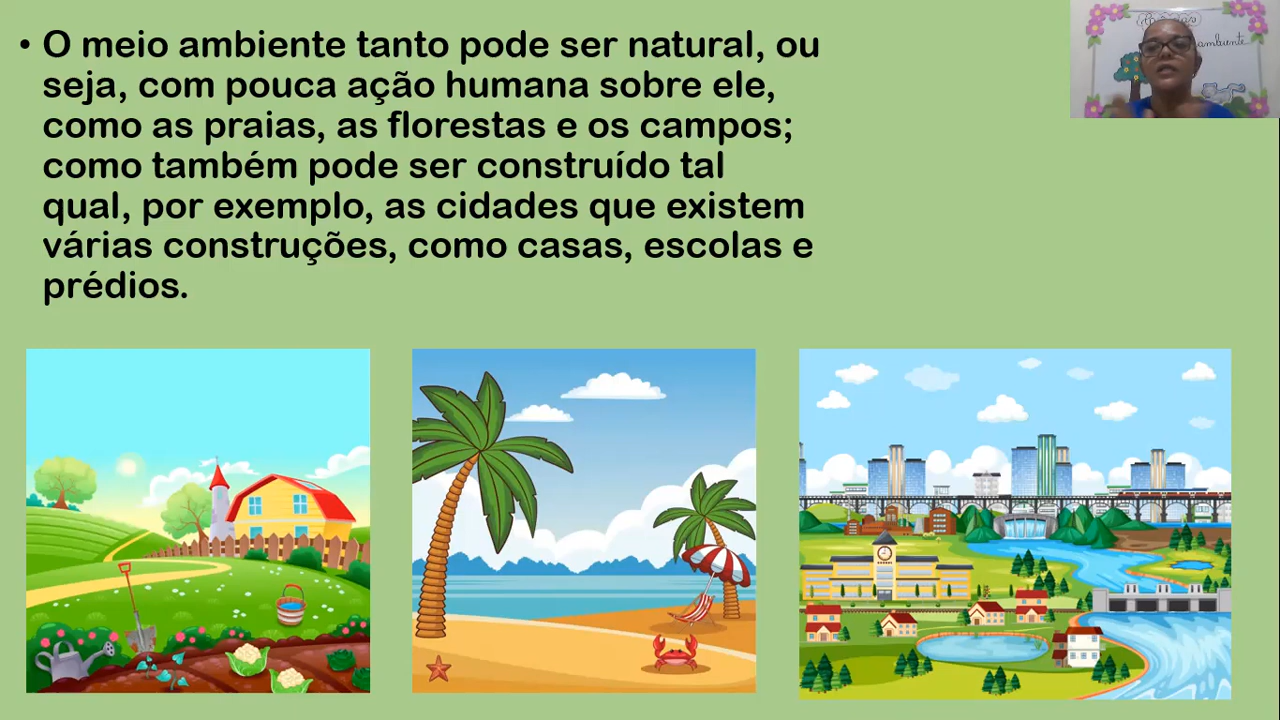 • O meio ambiente tanto pode ser natural, ou
seja, com pouca ação humana sobre ele,
como as praias, as florestas e os campos;
como também pode ser construído tal
qual, por exemplo, as cidades que existem
várias construções, como casas, escolas e
prédios.
ambiente